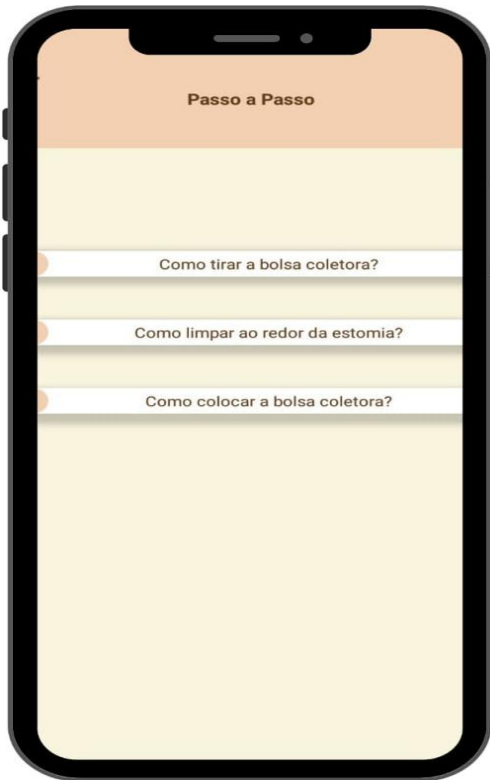 Passo a Passo
Como tirar a bolsa coletora?
Como limpar ao redor da estomia?
Como colocar a bolsa coletora?